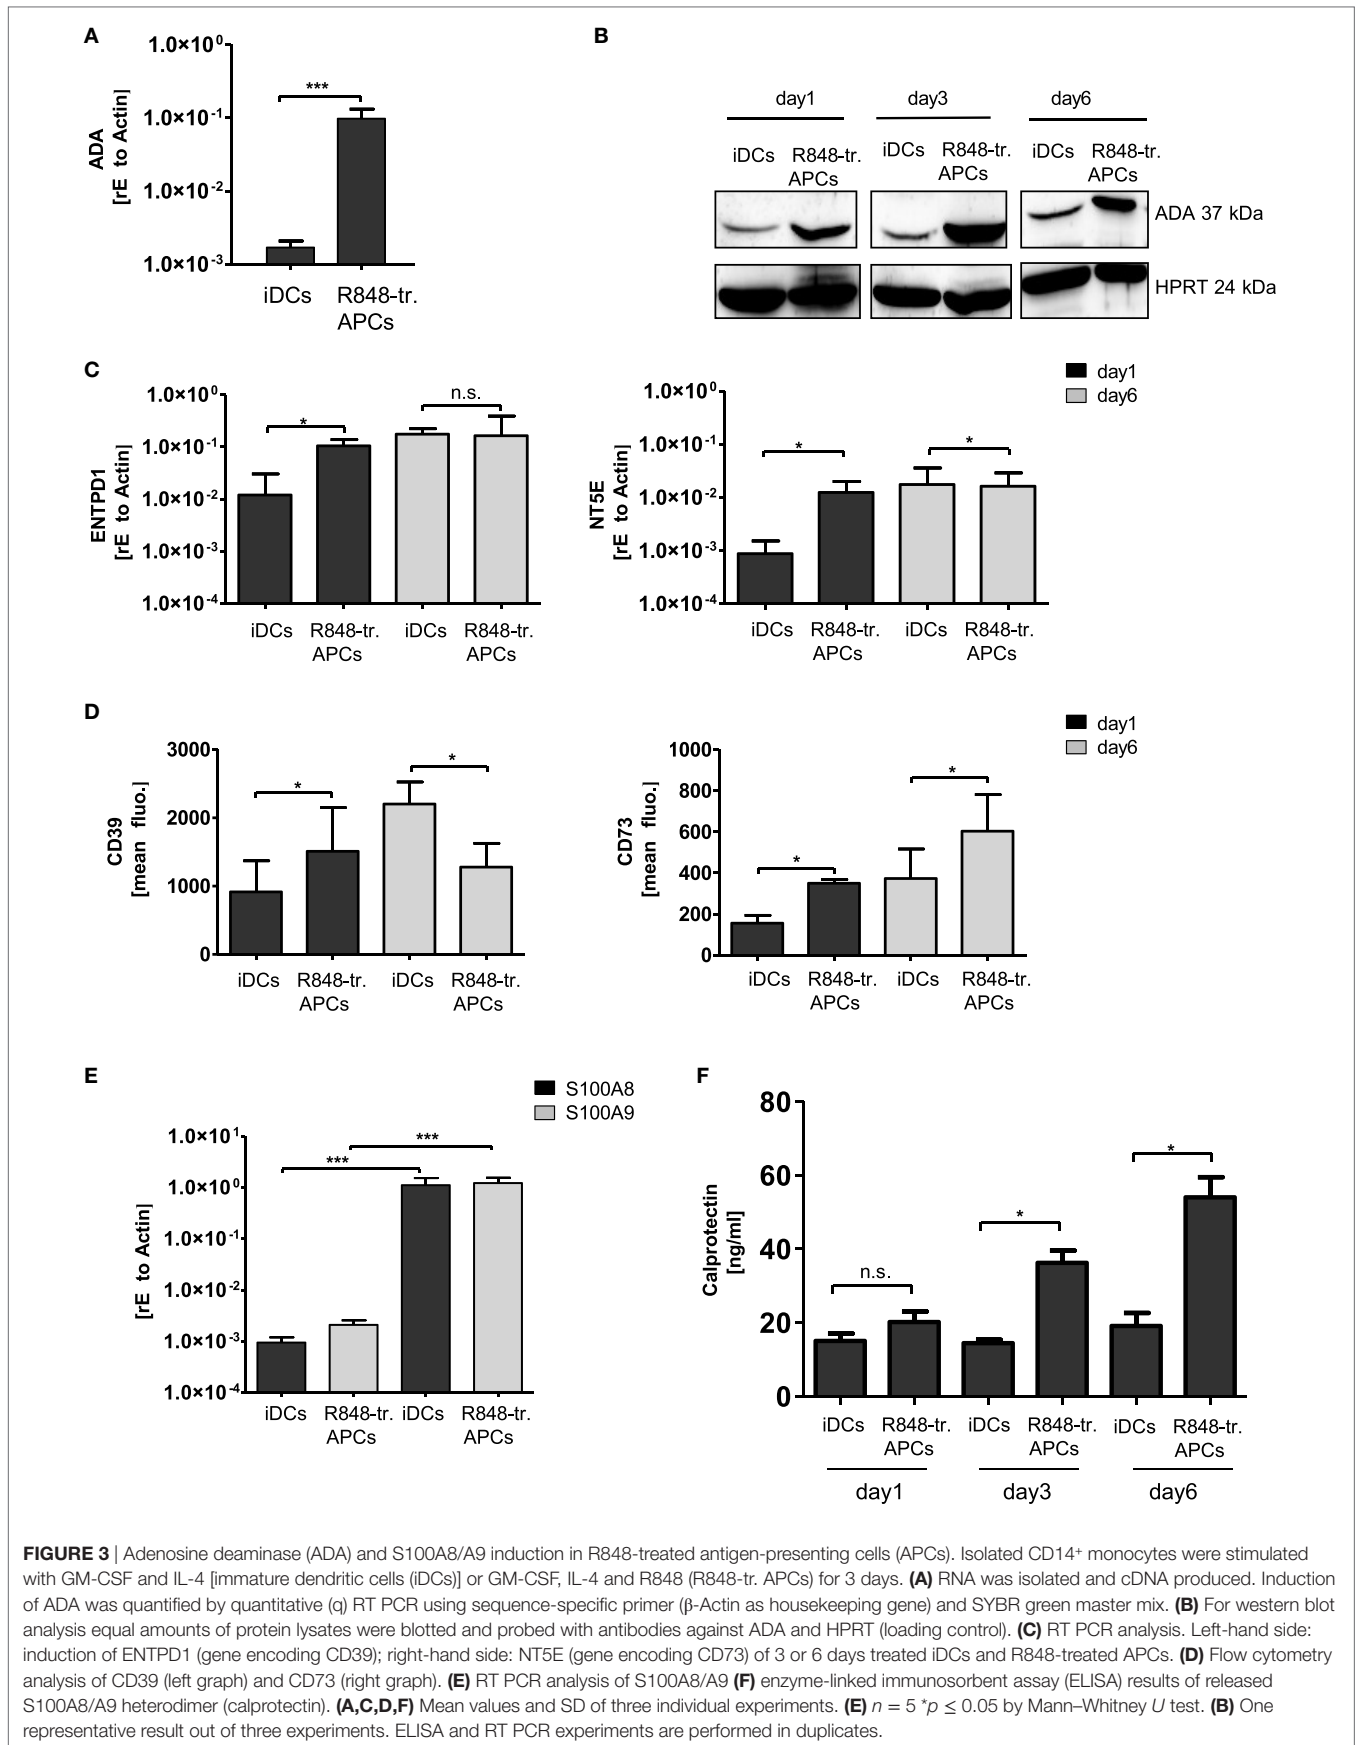 A
1.0×10⁰
1.0×10⁻¹
1.0×10⁻²
1.0×10⁻³
ADA
[rE to Actin]
***
iDCs
R848-tr.
APCs
B
day1
day3
day6
iDCs
R848-tr.
APCs
iDCs
R848-tr.
APCs
iDCs
R848-tr.
APCs
ADA 37 kDa
HPRT 24 kDa
C
day1
day6
1.0×10⁰
1.0×10⁻¹
1.0×10⁻²
1.0×10⁻³
1.0×10⁻⁴
ENTPD1
[rE to Actin]
*
n.s.
iDCs
R848-tr.
APCs
iDCs
R848-tr.
APCs
1.0×10⁰
1.0×10⁻¹
1.0×10⁻²
1.0×10⁻³
1.0×10⁻⁴
NT5E
[rE to Actin]
*
*
iDCs
R848-tr.
APCs
iDCs
R848-tr.
APCs
D
day1
day6
3000
2000
1000
0
CD39
[mean fluo.]
*
*
iDCs
R848-tr.
APCs
iDCs
R848-tr.
APCs
1000
800
600
400
200
0
CD73
[mean fluo.]
*
*
iDCs
R848-tr.
APCs
iDCs
R848-tr.
APCs
E
S100A8
S100A9
1.0×10¹
1.0×10⁰
1.0×10⁻¹
1.0×10⁻²
1.0×10⁻³
1.0×10⁻⁴
[rE to Actin]
***
***
iDCs
R848-tr.
APCs
iDCs
R848-tr.
APCs
F
80
60
40
20
0
Calprotectin
[ng/ml]
n.s.
*
*
iDCs
R848-tr.
APCs
iDCs
R848-tr.
APCs
iDCs
R848-tr.
APCs
day1
day3
day6
FIGURE 3 | Adenosine deaminase (ADA) and S100A8/A9 induction in R848-treated antigen-presenting cells (APCs). Isolated CD14⁺ monocytes were stimulated
with GM-CSF and IL-4 [immature dendritic cells (iDCs)] or GM-CSF, IL-4 and R848 (R848-tr. APCs) for 3 days. (A) RNA was isolated and cDNA produced. Induction
of ADA was quantified by quantitative (q) RT PCR using sequence-specific primer (β-Actin as housekeeping gene) and SYBR green master mix. (B) For western blot
analysis equal amounts of protein lysates were blotted and probed with antibodies against ADA and HPRT (loading control). (C) RT PCR analysis. Left-hand side:
induction of ENTPD1 (gene encoding CD39); right-hand side: NT5E (gene encoding CD73) of 3 or 6 days treated iDCs and R848-treated APCs. (D) Flow cytometry
analysis of CD39 (left graph) and CD73 (right graph). (E) RT PCR analysis of S100A8/A9 (F) enzyme-linked immunosorbent assay (ELISA) results of released
S100A8/A9 heterodimer (calprotectin). (A,C,D,F) Mean values and SD of three individual experiments. (E) n = 5 *p ≤ 0.05 by Mann–Whitney U test. (B) One
representative result out of three experiments. ELISA and RT PCR experiments are performed in duplicates.